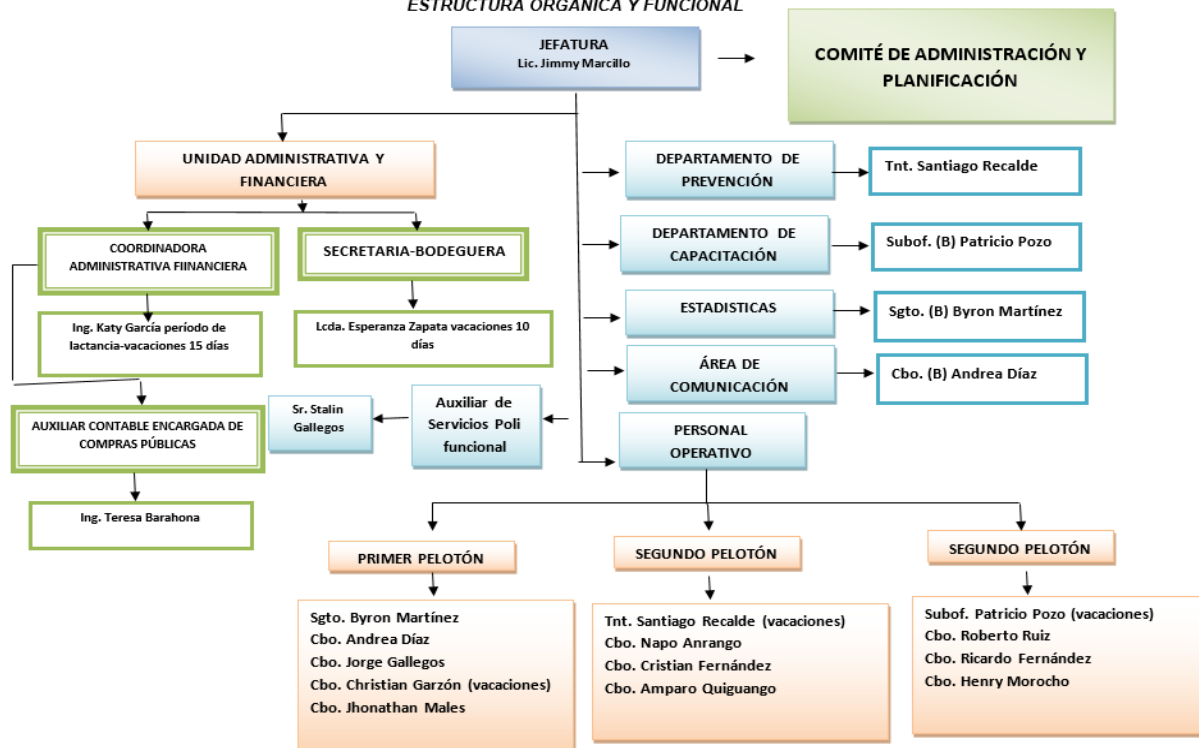 ESTRUCTURA ORGÁNICA Y FUNCIONAL
JEFATURA
Lic. Jimmy Marcillo
COMITÉ DE ADMINISTRACIÓN Y
PLANIFICACIÓN
UNIDAD ADMINISTRATIVA Y
FINANCIERA
COORDINADORA
ADMINISTRATIVA FIINANCIERA
SECRETARIA-BODEGUERA
Ing. Katy García período de
lactancia-vacaciones 15 días
Lcda. Esperanza Zapata vacaciones 10
días
AUXILIAR CONTABLE ENCARGADA DE
COMPRAS PÚBLICAS
Ing. Teresa Barahona
DEPARTAMENTO DE
PREVENCIÓN
Tnt. Santiago Recalde
DEPARTAMENTO DE
CAPACITACIÓN
Subof. (B) Patricio Pozo
ESTADISTICAS
Sgto. (B) Byron Martínez
ÁREA DE
COMUNICACIÓN
Cbo. (B) Andrea Díaz
Sr. Stalin
Gallegos
Auxiliar de
Servicios Poli
funcional
PERSONAL
OPERATIVO
PRIMER PELOTÓN
Sgto. Byron Martínez
Cbo. Andrea Díaz
Cbo. Jorge Gallegos
Cbo. Christian Garzón (vacaciones)
Cbo. Jhonathan Males
SEGUNDO PELOTÓN
Tnt. Santiago Recalde (vacaciones)
Cbo. Napo Anrango
Cbo. Cristian Fernández
Cbo. Amparo Quiguango
SEGUNDO PELOTÓN
Subof. Patricio Pozo (vacaciones)
Cbo. Roberto Ruiz
Cbo. Ricardo Fernández
Cbo. Henry Morocho